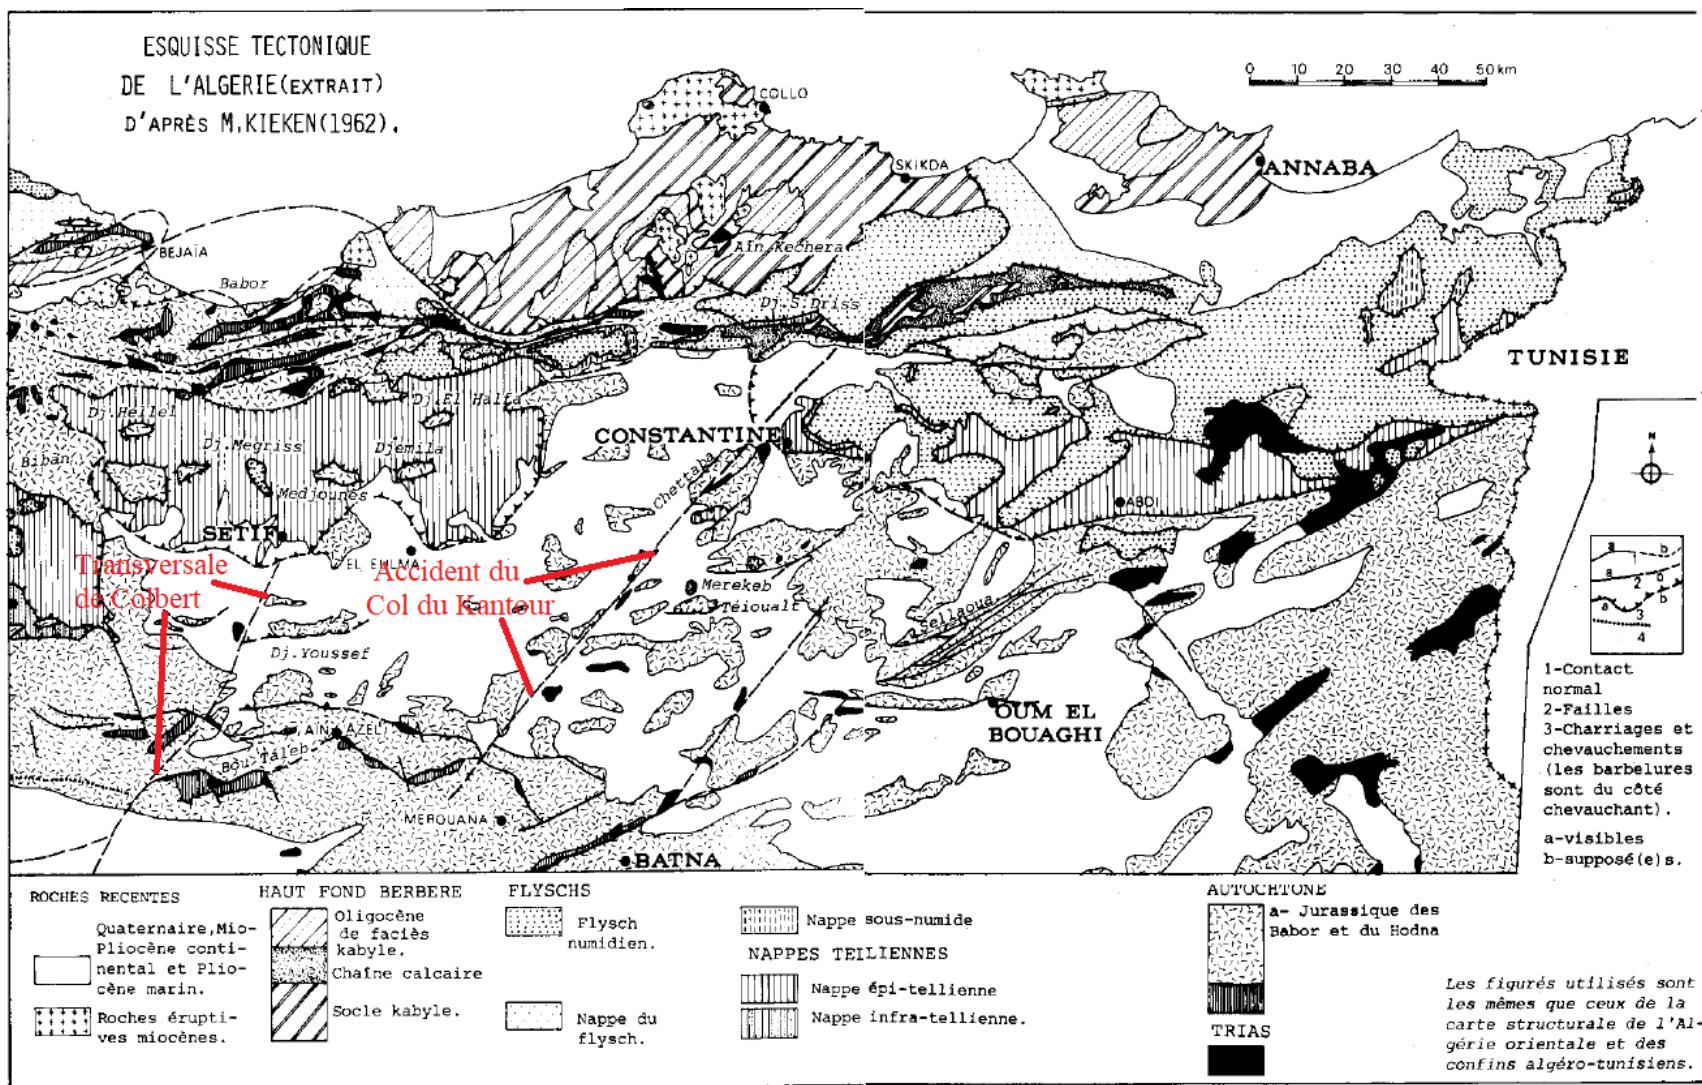 ESQUISSE TECTONIQUE
DE L'ALGERIE(EXTRAIT)
D'APRÈS M.KIEKEN(1962).
0 10 20 30 40 50 km
COLLO
SKIKDA
ANNABA
BEJAÏA
Babor
Aïn Kechera
Dj.S.Driss
TUNISIE
Dj.Hellel
Dj.El Halfa
Dj.Megriss
Djemila
CONSTANTINE
Biban
Medjounes
Chettaba
N
SETIF
EL EULMA
ABDI
Transversale
de Colbert
Accident du
Col du Kantour
Merekeb
Téioualt
Sellaoua
Dj.Youssef
AIN AZEL
Bou Taleb
OUM EL
BOUAGHI
MEROUANA
BATNA
a b
a 2 b
a 3 b
4
1-Contact
normal
2-Failles
3-Charriages et
chevauchements
(les barbelures
sont du côté
chevauchant).
a-visibles
b-supposé(e)s.
ROCHES RECENTES
Quaternaire,Mio-
Pliocène conti-
nental et Plio-
cène marin.
Roches érupti-
ves miocènes.
HAUT FOND BERBERE
Oligocène
de faciès
kabyle.
Chaîne calcaire
Socle kabyle.
FLYSCHS
Flysch
numidien.
Nappe du
flysch.
Nappe sous-numide
NAPPES TELLIENNES
Nappe épi-tellienne
Nappe infra-tellienne.
AUTOCHTONE
a- Jurassique des
Babor et du Hodna
TRIAS
Les figurés utilisés sont
les mêmes que ceux de la
carte structurale de l'Al-
gérie orientale et des
confins algéro-tunisiens.